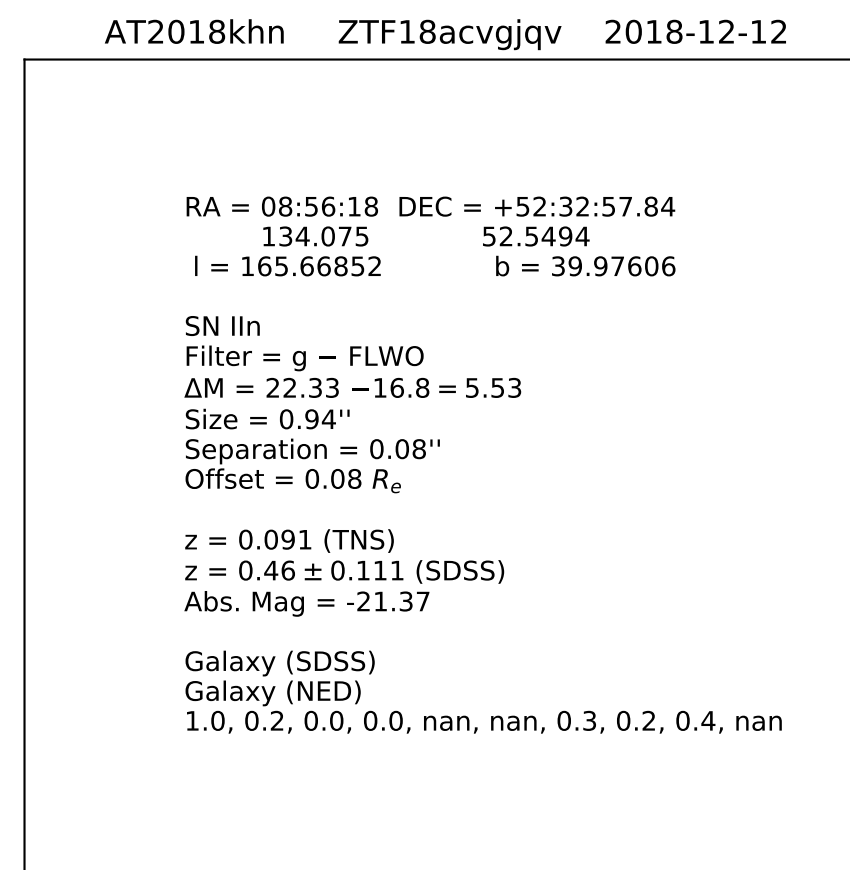 AT2018khn ZTF18acvgjqv 2018-12-12
RA = 08:56:18 DEC = +52:32:57.84
134.075 52.5494
l = 165.66852 b = 39.97606
SN IIn
Filter = g − FLWO
ΔM = 22.33 −16.8 = 5.53
Size = 0.94''
Separation = 0.08''
Offset = 0.08 Rₑ
z = 0.091 (TNS)
z = 0.46 ± 0.111 (SDSS)
Abs. Mag = -21.37
Galaxy (SDSS)
Galaxy (NED)
1.0, 0.2, 0.0, 0.0, nan, nan, 0.3, 0.2, 0.4, nan